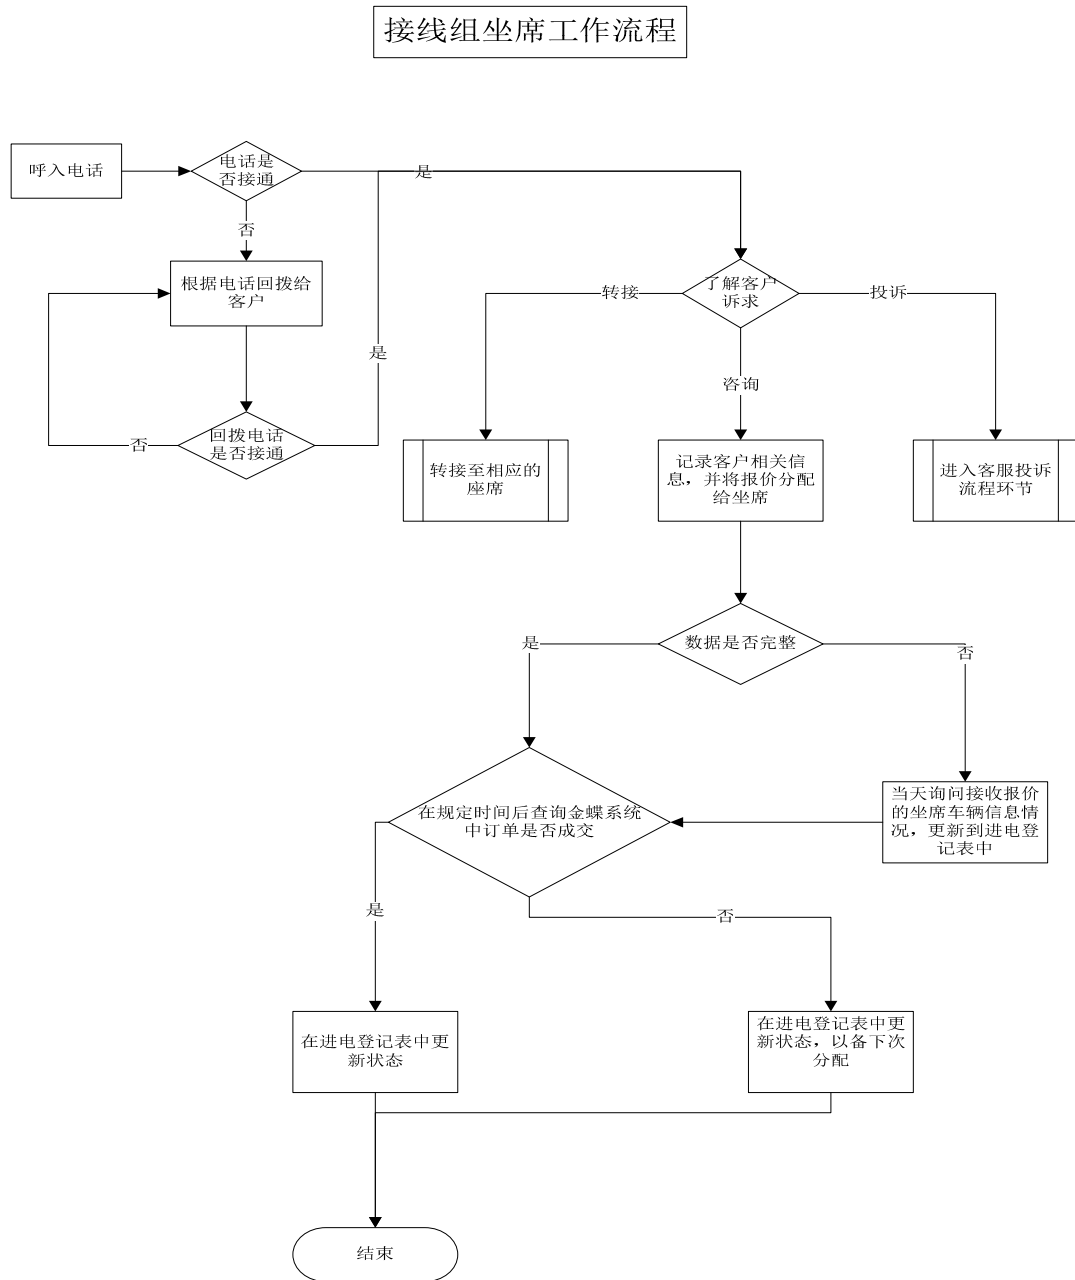 接线组坐席工作流程
呼入电话
电话是
否接通
是
否
根据电话回拨给
客户
是
回拨电话
是否接通
否
了解客户
诉求
转接
投诉
咨询
转接至相应的
座席
记录客户相关信
息，并将报价分配
给坐席
进入客服投诉
流程环节
数据是否完整
是
否
当天询问接收报价
的坐席车辆信息情
况，更新到进电登
记表中
在规定时间后查询金蝶系统
中订单是否成交
是
否
在进电登记表中更
新状态
在进电登记表中更
新状态，以备下次
分配
结束